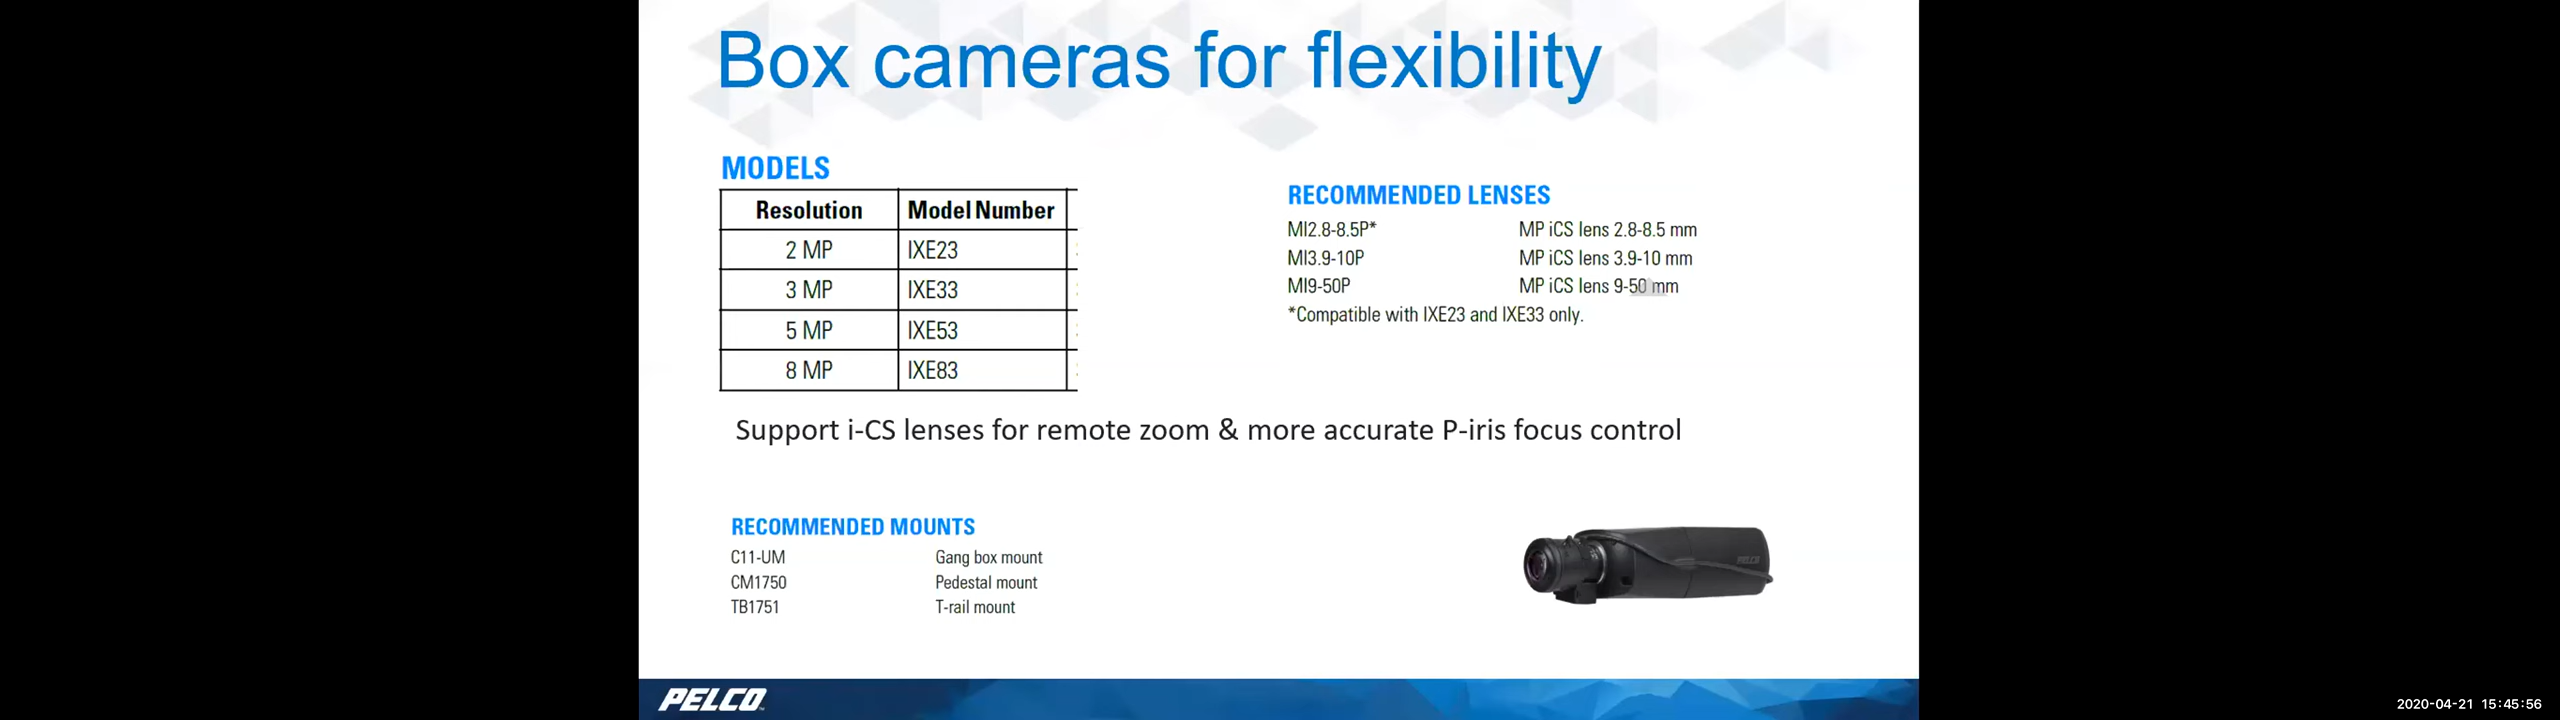 Box cameras for flexibility
MODELS
Resolution Model Number
2 MP IXE23
3 MP IXE33
5 MP IXE53
8 MP IXE83
RECOMMENDED LENSES
MI2.8-8.5P* MP iCS lens 2.8-8.5 mm
MI3.9-10P MP iCS lens 3.9-10 mm
MI9-50P MP iCS lens 9-50 mm
*Compatible with IXE23 and IXE33 only.
Support i-CS lenses for remote zoom & more accurate P-iris focus control
RECOMMENDED MOUNTS
C11-UM Gang box mount
CM1750 Pedestal mount
TB1751 T-rail mount
PELCO
PELCO
2020-04-21 15:45:56